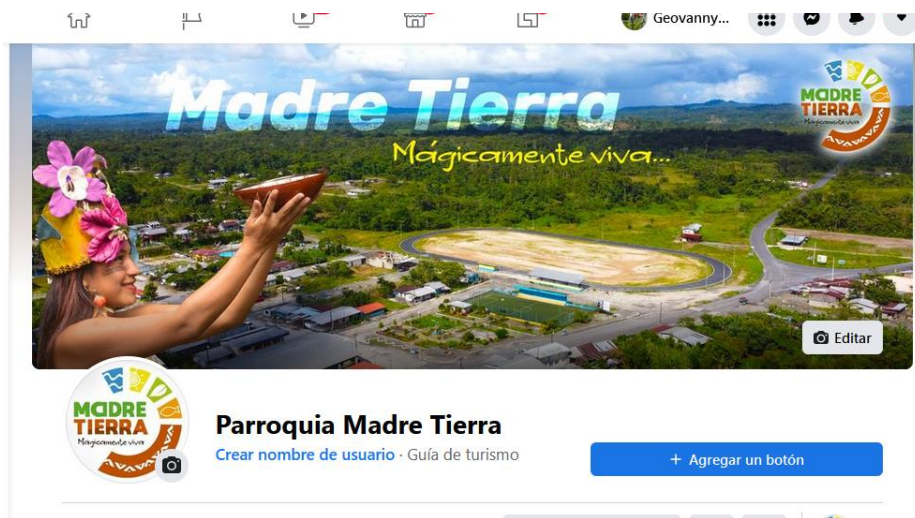 Geovanny...
Madre Tierra
Mágicamente viva...
MADRE
TIERRA
Mágicamente viva
Editar
MADRE
TIERRA
Mágicamente viva
Parroquia Madre Tierra
Crear nombre de usuario · Guía de turismo
+ Agregar un botón